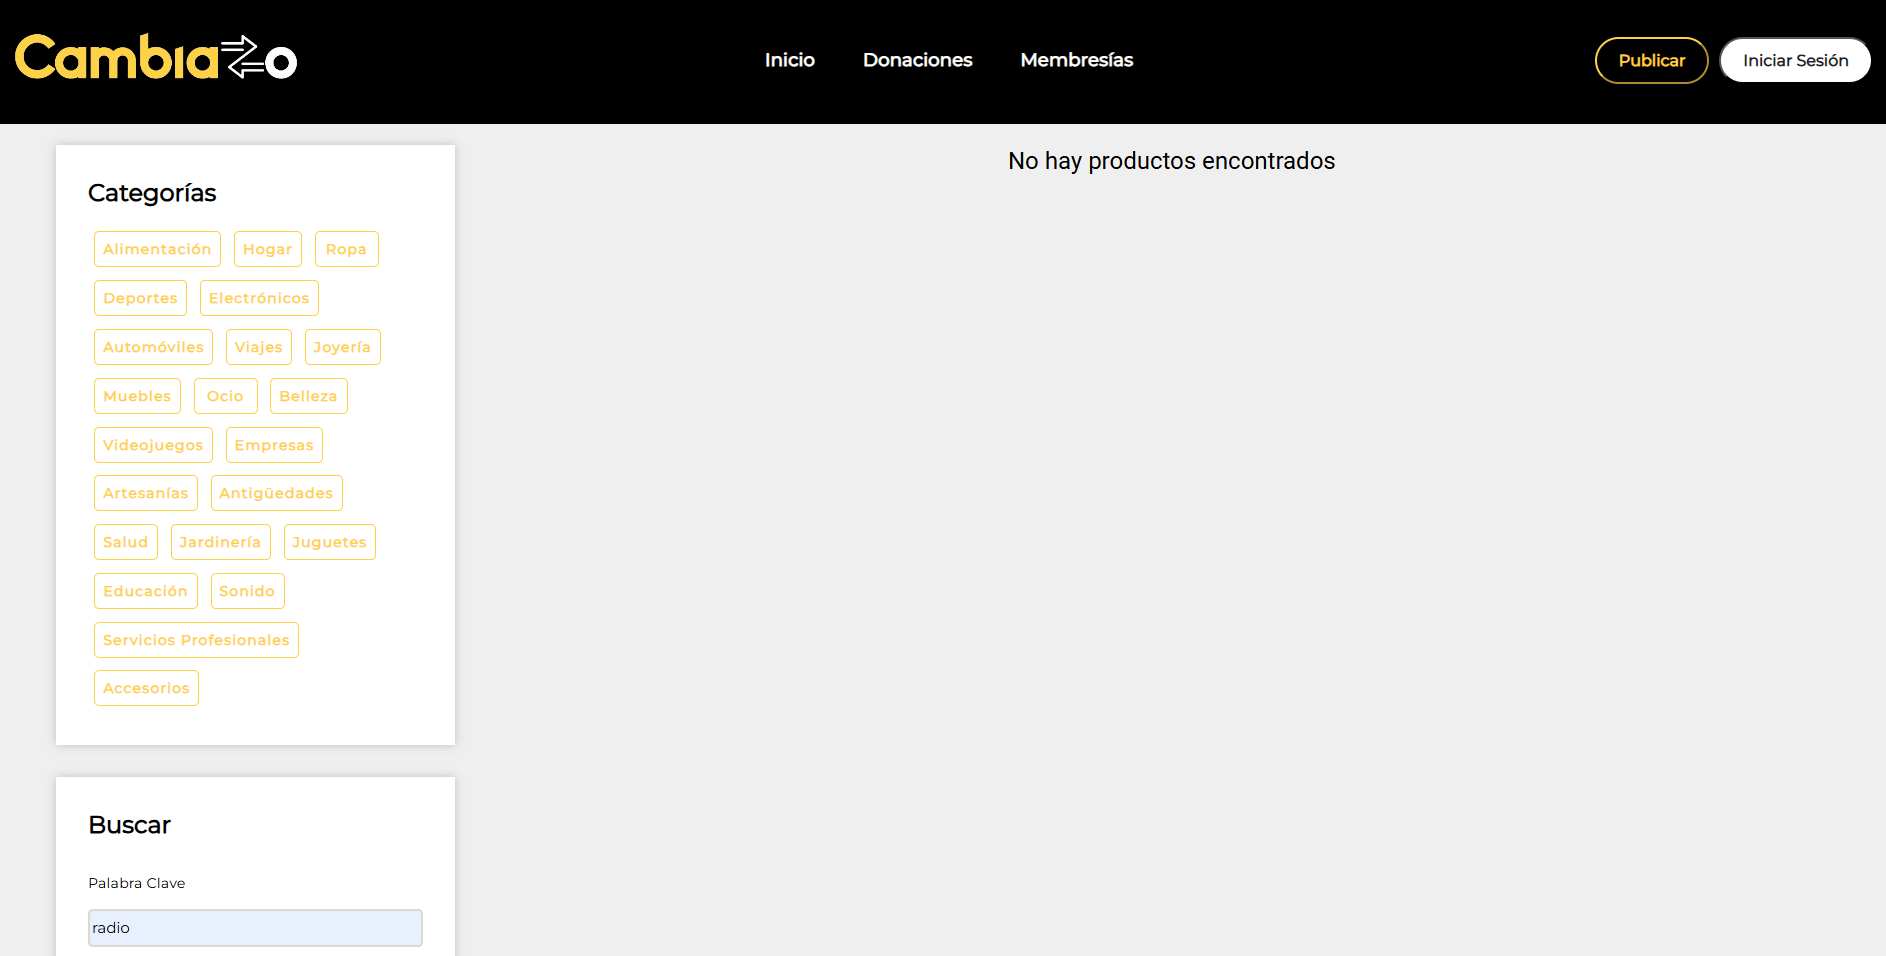 Cambiazo
Inicio Donaciones Membresías
Publicar Iniciar Sesión
Categorías
Alimentación Hogar Ropa
Deportes Electrónicos
Automóviles Viajes Joyería
Muebles Ocio Belleza
Videojuegos Empresas
Artesanías Antigüedades
Salud Jardinería Juguetes
Educación Sonido
Servicios Profesionales
Accesorios
Buscar
Palabra Clave
radio
No hay productos encontrados